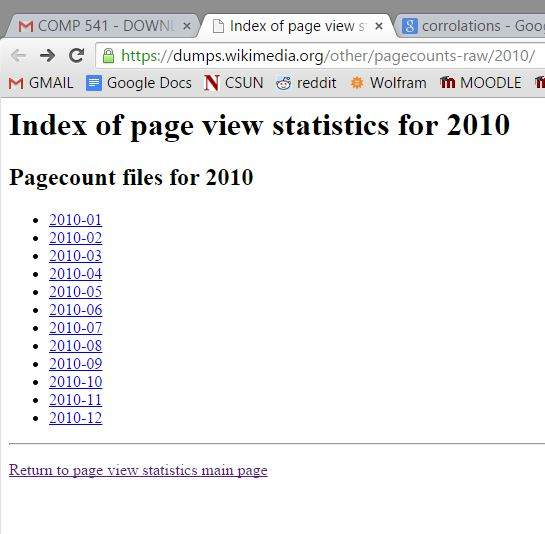 COMP 541 - DOWNL
Index of page view s
corrolations - Goo
https://dumps.wikimedia.org/other/pagecounts-raw/2010/
GMAIL Google Docs CSUN reddit Wolfram MOODLE
Index of page view statistics for 2010
Pagecount files for 2010
2010-01
2010-02
2010-03
2010-04
2010-05
2010-06
2010-07
2010-08
2010-09
2010-10
2010-11
2010-12
Return to page view statistics main page